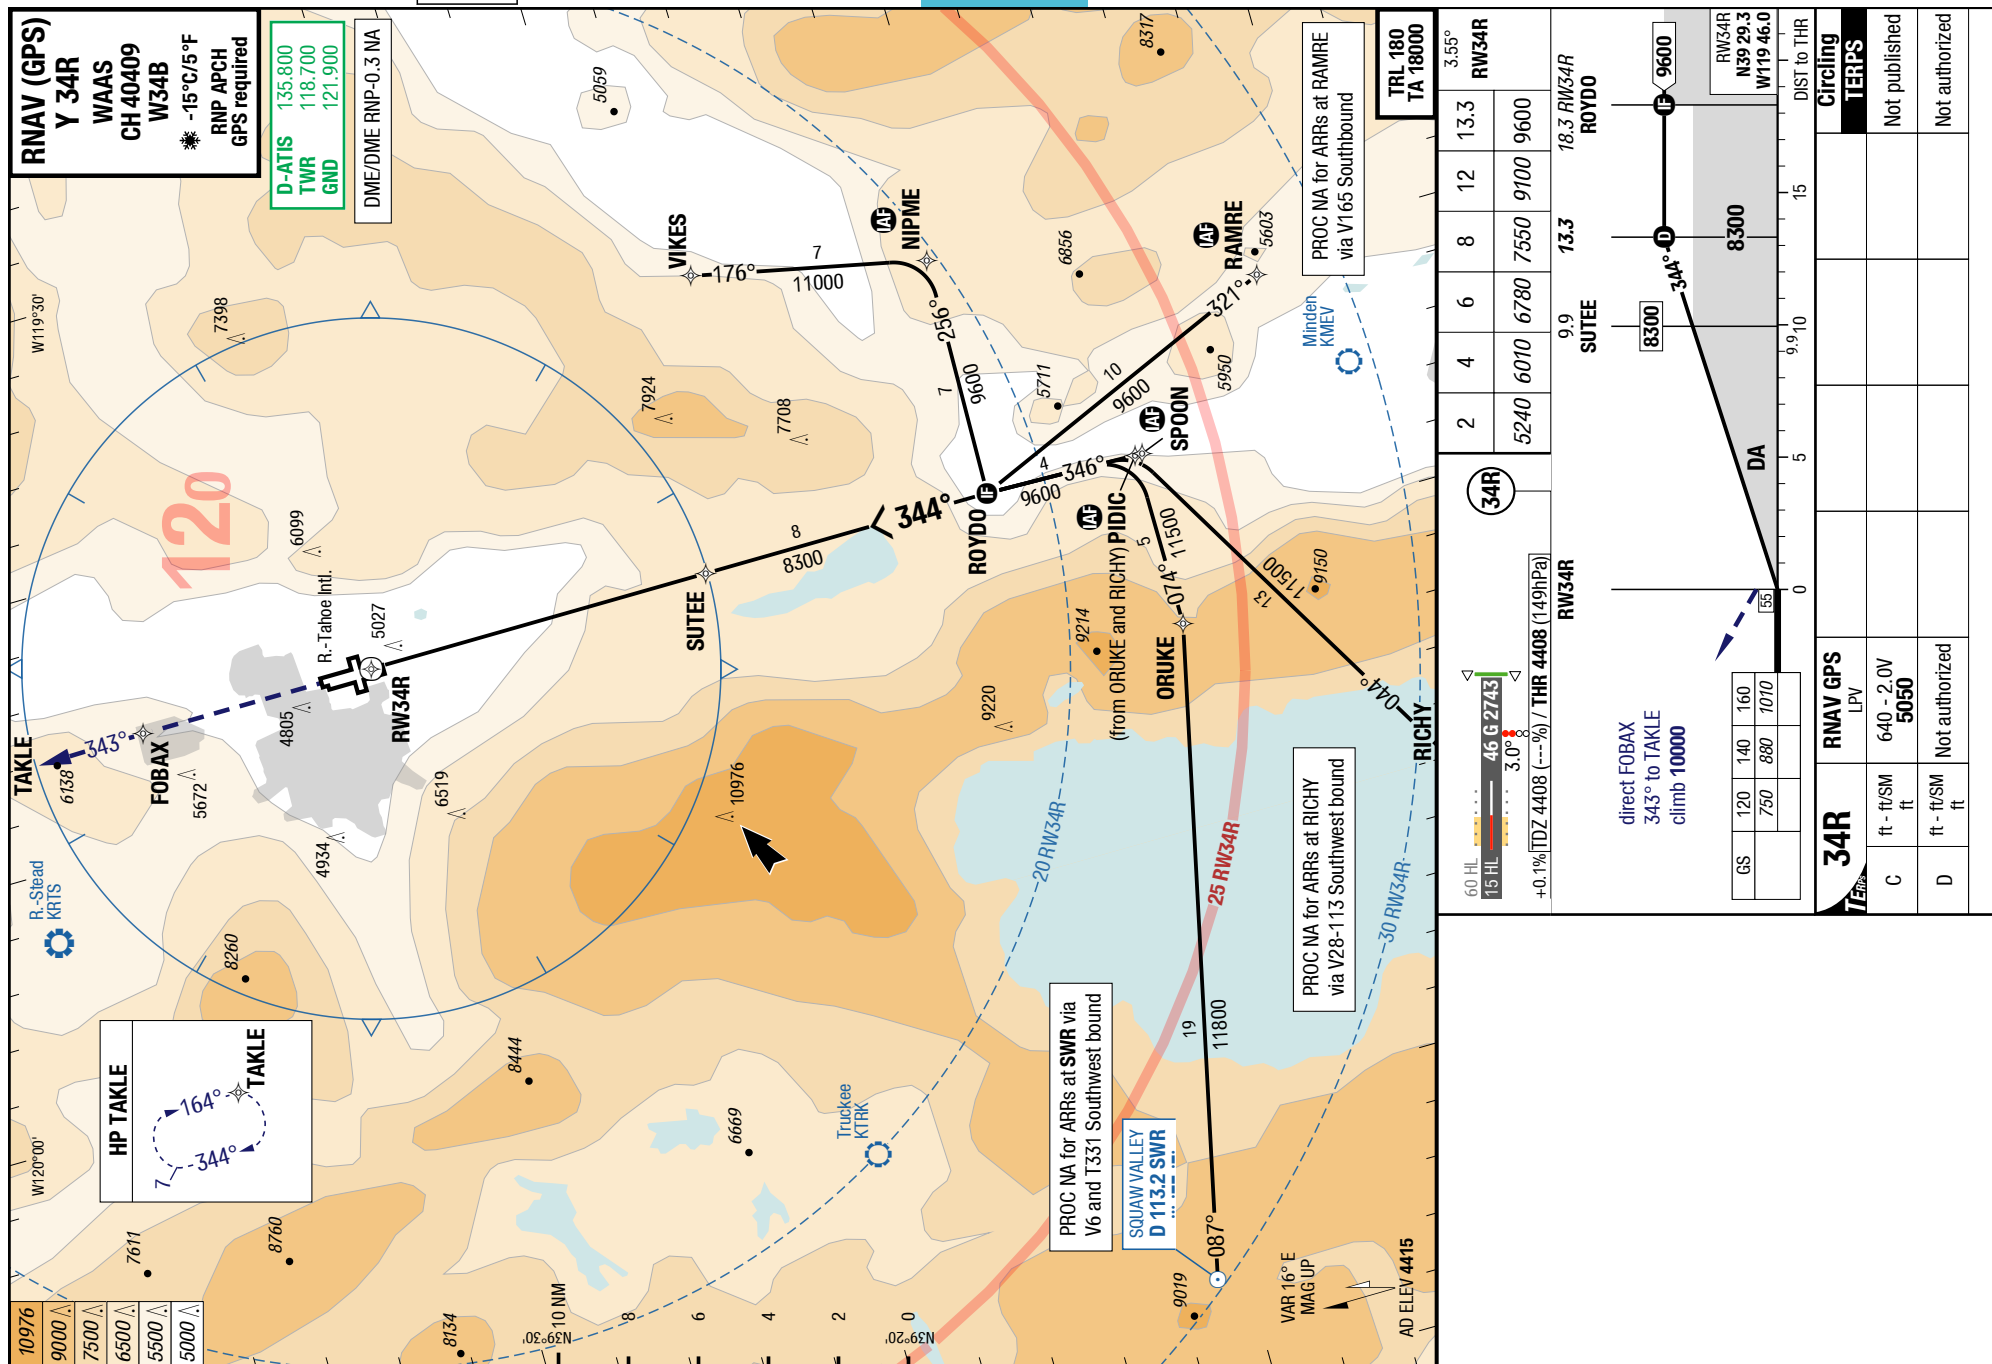 RNAV (GPS)
Y 34R
WAAS
CH 40409
W34B
-15°C/5°F
RNP APCH
GPS required
D-ATIS 135.800
TWR 118.700
GND 121.900
DME/DME RNP-0.3 NA
TRL 180
TA 18000
PROC NA for ARRs at RAMRE
via V165 Southbound
PROC NA for ARRs at RICHY
via V28-113 Southwest bound
PROC NA for ARRs at SWR via
V6 and T331 Southwest bound
SQUAW VALLEY
D 113.2 SWR
HP TAKLE
TAKLE
164°
344°
7
10976
9000
7500
6500
5500
5000
W119°30'
W120°00'
N39°30'
N39°20'
10 NM
8
6
4
2
0
120
TAKLE
343°
6138
FOBAX
5672
4805
4934
6519
R.-Tahoe Intl.
5027
RW34R
6099
7398
7924
7708
5059
8317
R.-Stead
KRTS
8260
7611
8760
8134
8444
6669
Truckee
KTRK
10976
9220
9214
9150
9019
SUTEE
8
8300
344°
ROYDO
IF
VIKES
176°
7
11000
IAF
NIPME
256°
7
9600
6856
IAF
RAMRE
5603
321°
10
9600
5950
5711
Minden
KMEV
IAF
SPOON
4
346°
9600
IAF
PIDIC
(from ORUKE and RICHY)
5
074° 11500
ORUKE
11500
13
044°
RICHY
19
11800
087°
20 RW34R
25 RW34R
30 RW34R
VAR 16° E
MAG UP
AD ELEV 4415
2 4 6 8 12 13.3 3.55°
5240 6010 6780 7550 9100 9600 RW34R
34R
60 HL
15 HL 46 G 2743
3.0°
+0.1% TDZ 4408 (---%) / THR 4408 (149hPa)
RW34R
9.9
SUTEE
13.3
18.3 RW34R
ROYDO
8300
9600
D
IF
344°
8300
DA
55
RW34R
N39 29.3
W119 46.0
DIST to THR
0
5
9.9
10
15
direct FOBAX
343° to TAKLE
climb 10000
GS 120 140 160
750 880 1010
TERPS
34R
RNAV GPS
LPV
Circling
TERPS
C
ft - ft/SM
ft
640 - 2.0V
5050
Not published
D
ft - ft/SM
ft
Not authorized
Not authorized